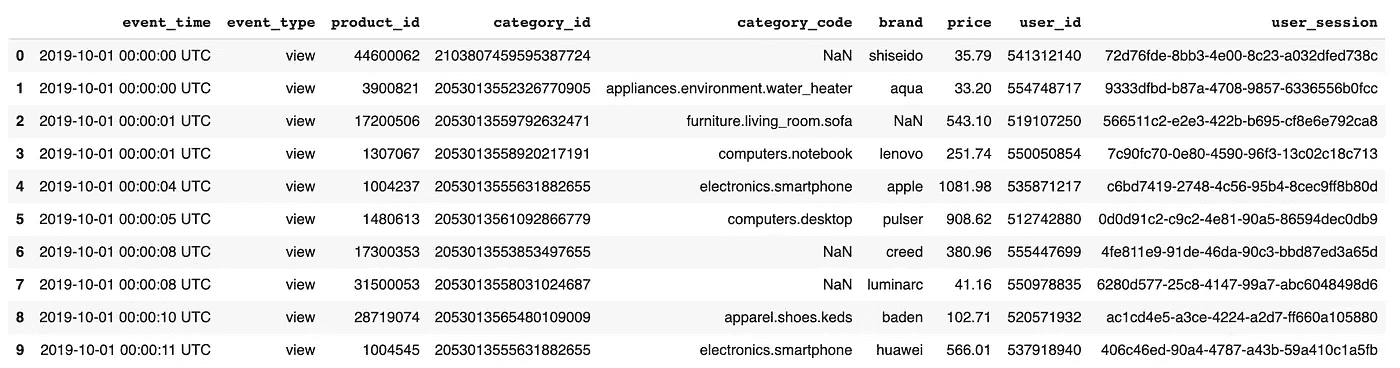 event_time event_type product_id category_id category_code brand price user_id user_session
0 2019-10-01 00:00:00 UTC view 44600062 2103807459595387724 NaN shiseido 35.79 541312140 72d76fde-8bb3-4e00-8c23-a032dfed738c
1 2019-10-01 00:00:00 UTC view 3900821 2053013552326770905 appliances.environment.water_heater aqua 33.20 554748717 9333dfbd-b87a-4708-9857-6336556b0fcc
2 2019-10-01 00:00:01 UTC view 17200506 2053013559792632471 furniture.living_room.sofa NaN 543.10 519107250 566511c2-e2e3-422b-b695-cf8e6e792ca8
3 2019-10-01 00:00:01 UTC view 1307067 2053013558920217191 computers.notebook lenovo 251.74 550050854 7c90fc70-0e80-4590-96f3-13c02c18c713
4 2019-10-01 00:00:04 UTC view 1004237 2053013555631882655 electronics.smartphone apple 1081.98 535871217 c6bd7419-2748-4c56-95b4-8cec9ff8b80d
5 2019-10-01 00:00:05 UTC view 1480613 2053013561092866779 computers.desktop pulser 908.62 512742880 0d0d91c2-c9c2-4e81-90a5-86594dec0db9
6 2019-10-01 00:00:08 UTC view 17300353 2053013553853497655 NaN creed 380.96 555447699 4fe811e9-91de-46da-90c3-bbd87ed3a65d
7 2019-10-01 00:00:08 UTC view 31500053 2053013558031024687 NaN luminarc 41.16 550978835 6280d577-25c8-4147-99a7-abc6048498d6
8 2019-10-01 00:00:10 UTC view 28719074 2053013565480109009 apparel.shoes.keds baden 102.71 520571932 ac1cd4e5-a3ce-4224-a2d7-ff660a105880
9 2019-10-01 00:00:11 UTC view 1004545 2053013555631882655 electronics.smartphone huawei 566.01 537918940 406c46ed-90a4-4787-a43b-59a410c1a5fb